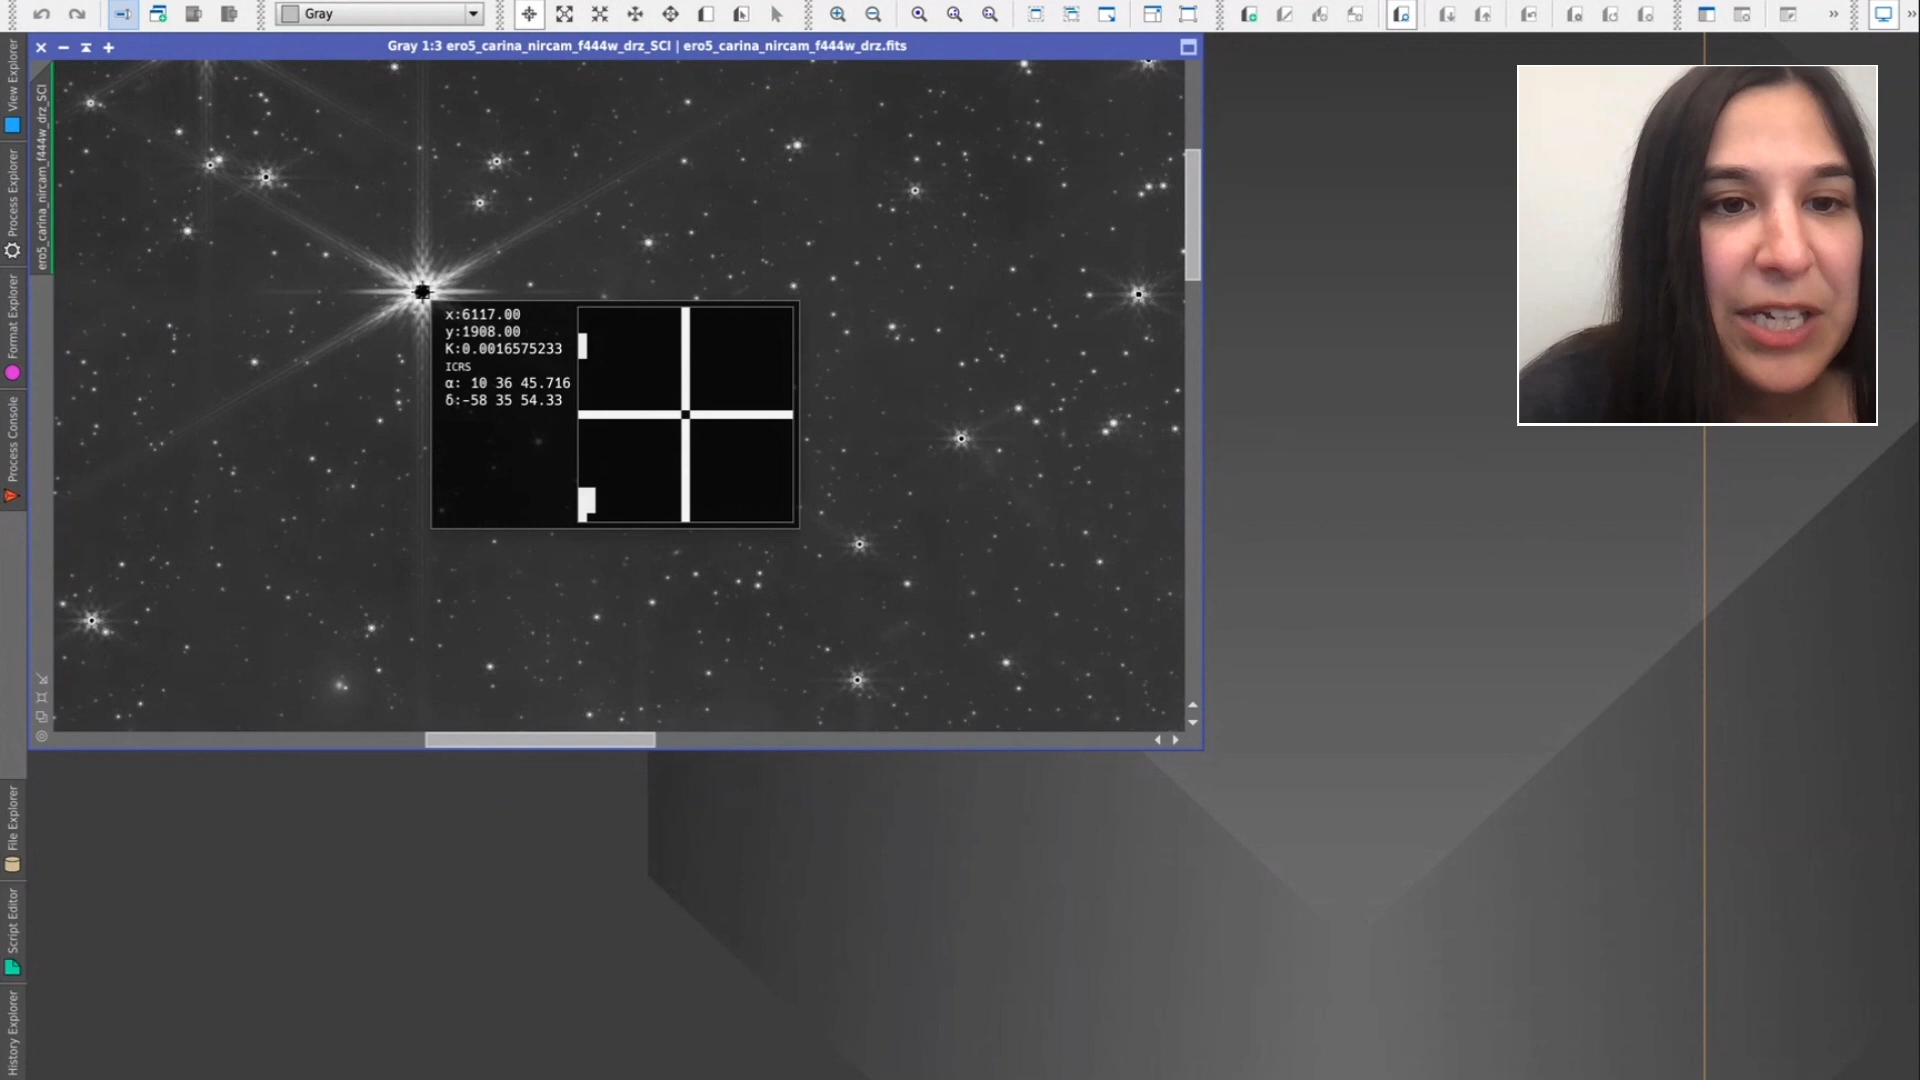 Gray
Gray 1:3 ero5_carina_nircam_f444w_drz_SCI | ero5_carina_nircam_f444w_drz.fits
View Explorer
ero5_carina_nircam_f444w_drz_SCI
Process Explorer
Format Explorer
Process Console
File Explorer
Script Editor
History Explorer
x:6117.00
y:1908.00
K:0.0016575233
ICRS
α: 10 36 45.716
δ:-58 35 54.33